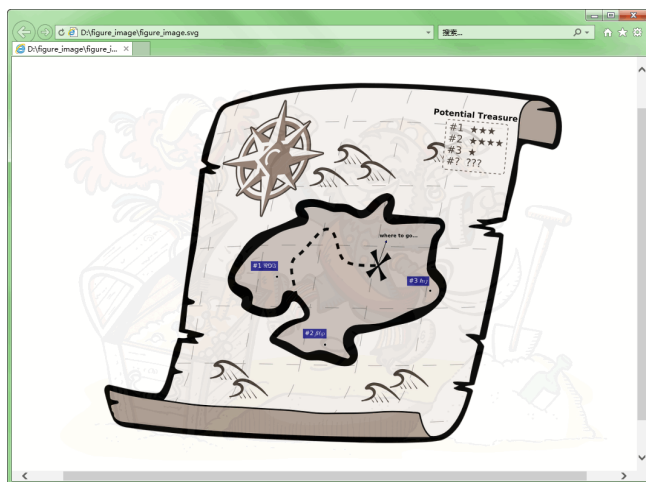 D:\figure_image\figure_image.svg
搜索...
D:\figure_image\figure_i...
Potential Treasure
#1 ★★★
#2 ★★★★
#3 ★
#? ???
where to go...
#1
#3
#2